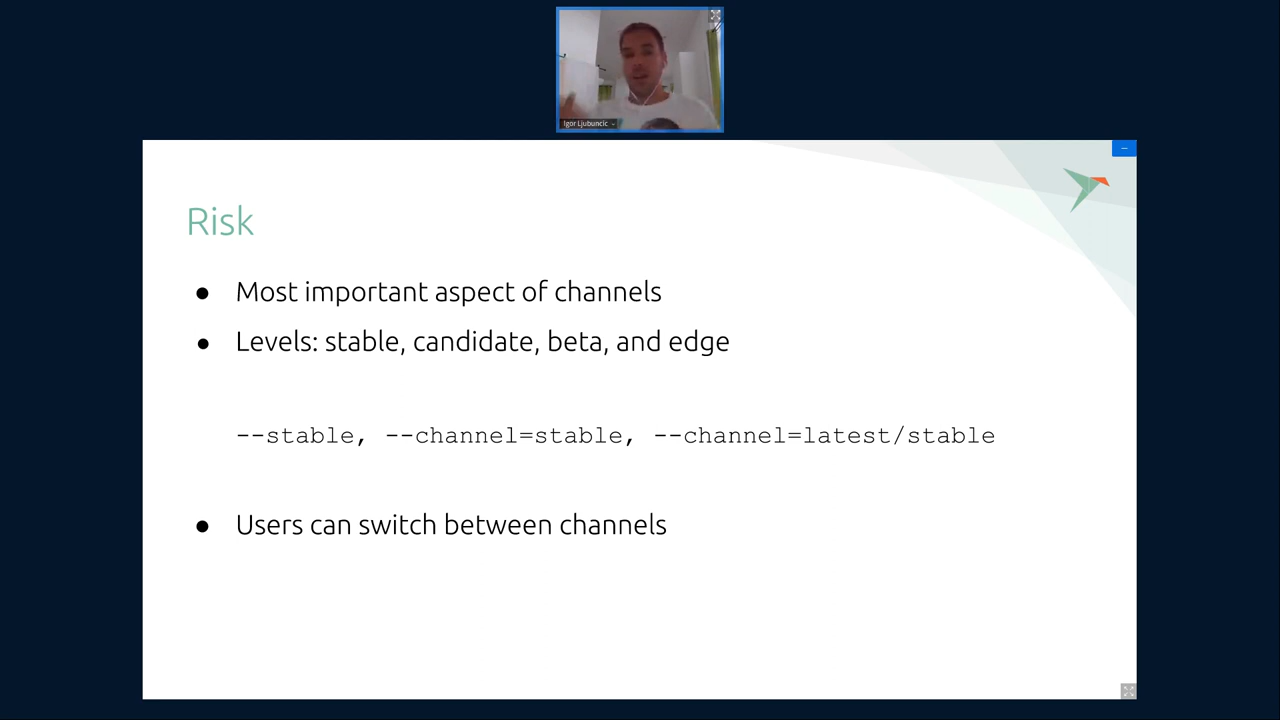 Igor Ljubuncic
Risk
● Most important aspect of channels
● Levels: stable, candidate, beta, and edge
--stable, --channel=stable, --channel=latest/stable
● Users can switch between channels